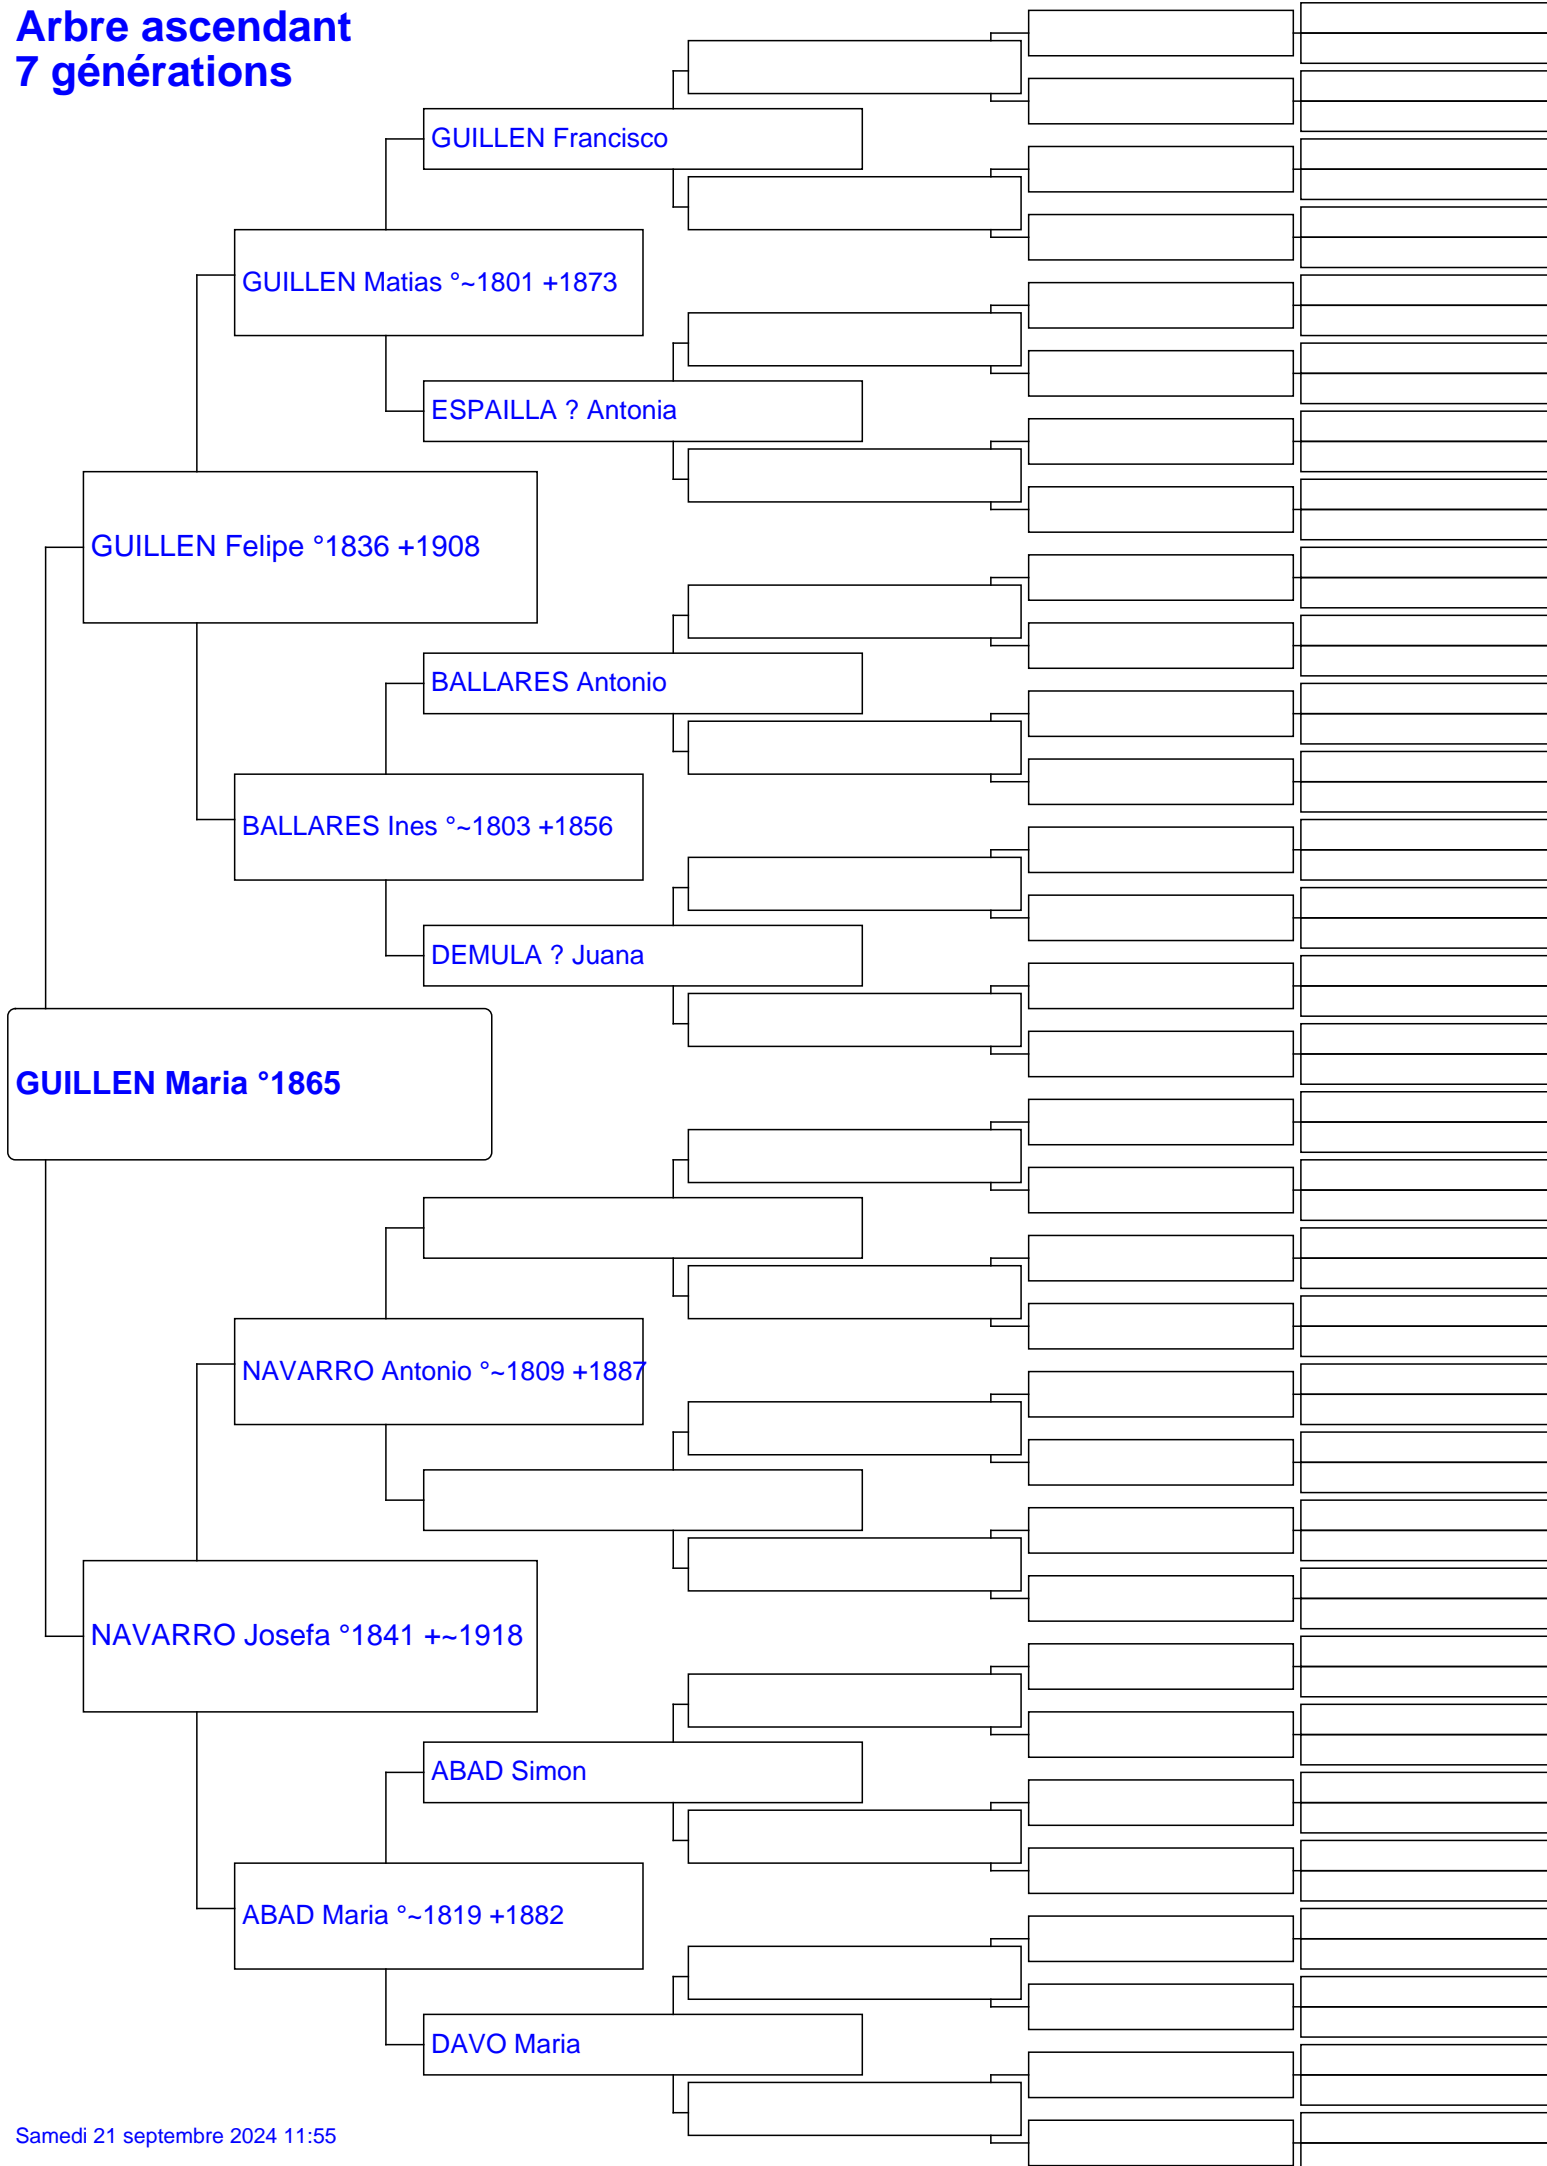 Arbre ascendant
7 générations
GUILLEN Francisco
GUILLEN Matias °~1801 +1873
ESPAILLA ? Antonia
GUILLEN Felipe °1836 +1908
BALLARES Antonio
BALLARES Ines °~1803 +1856
DEMULA ? Juana
GUILLEN Maria °1865
NAVARRO Antonio °~1809 +1887
NAVARRO Josefa °1841 +~1918
ABAD Simon
ABAD Maria °~1819 +1882
DAVO Maria
Samedi 21 septembre 2024 11:55